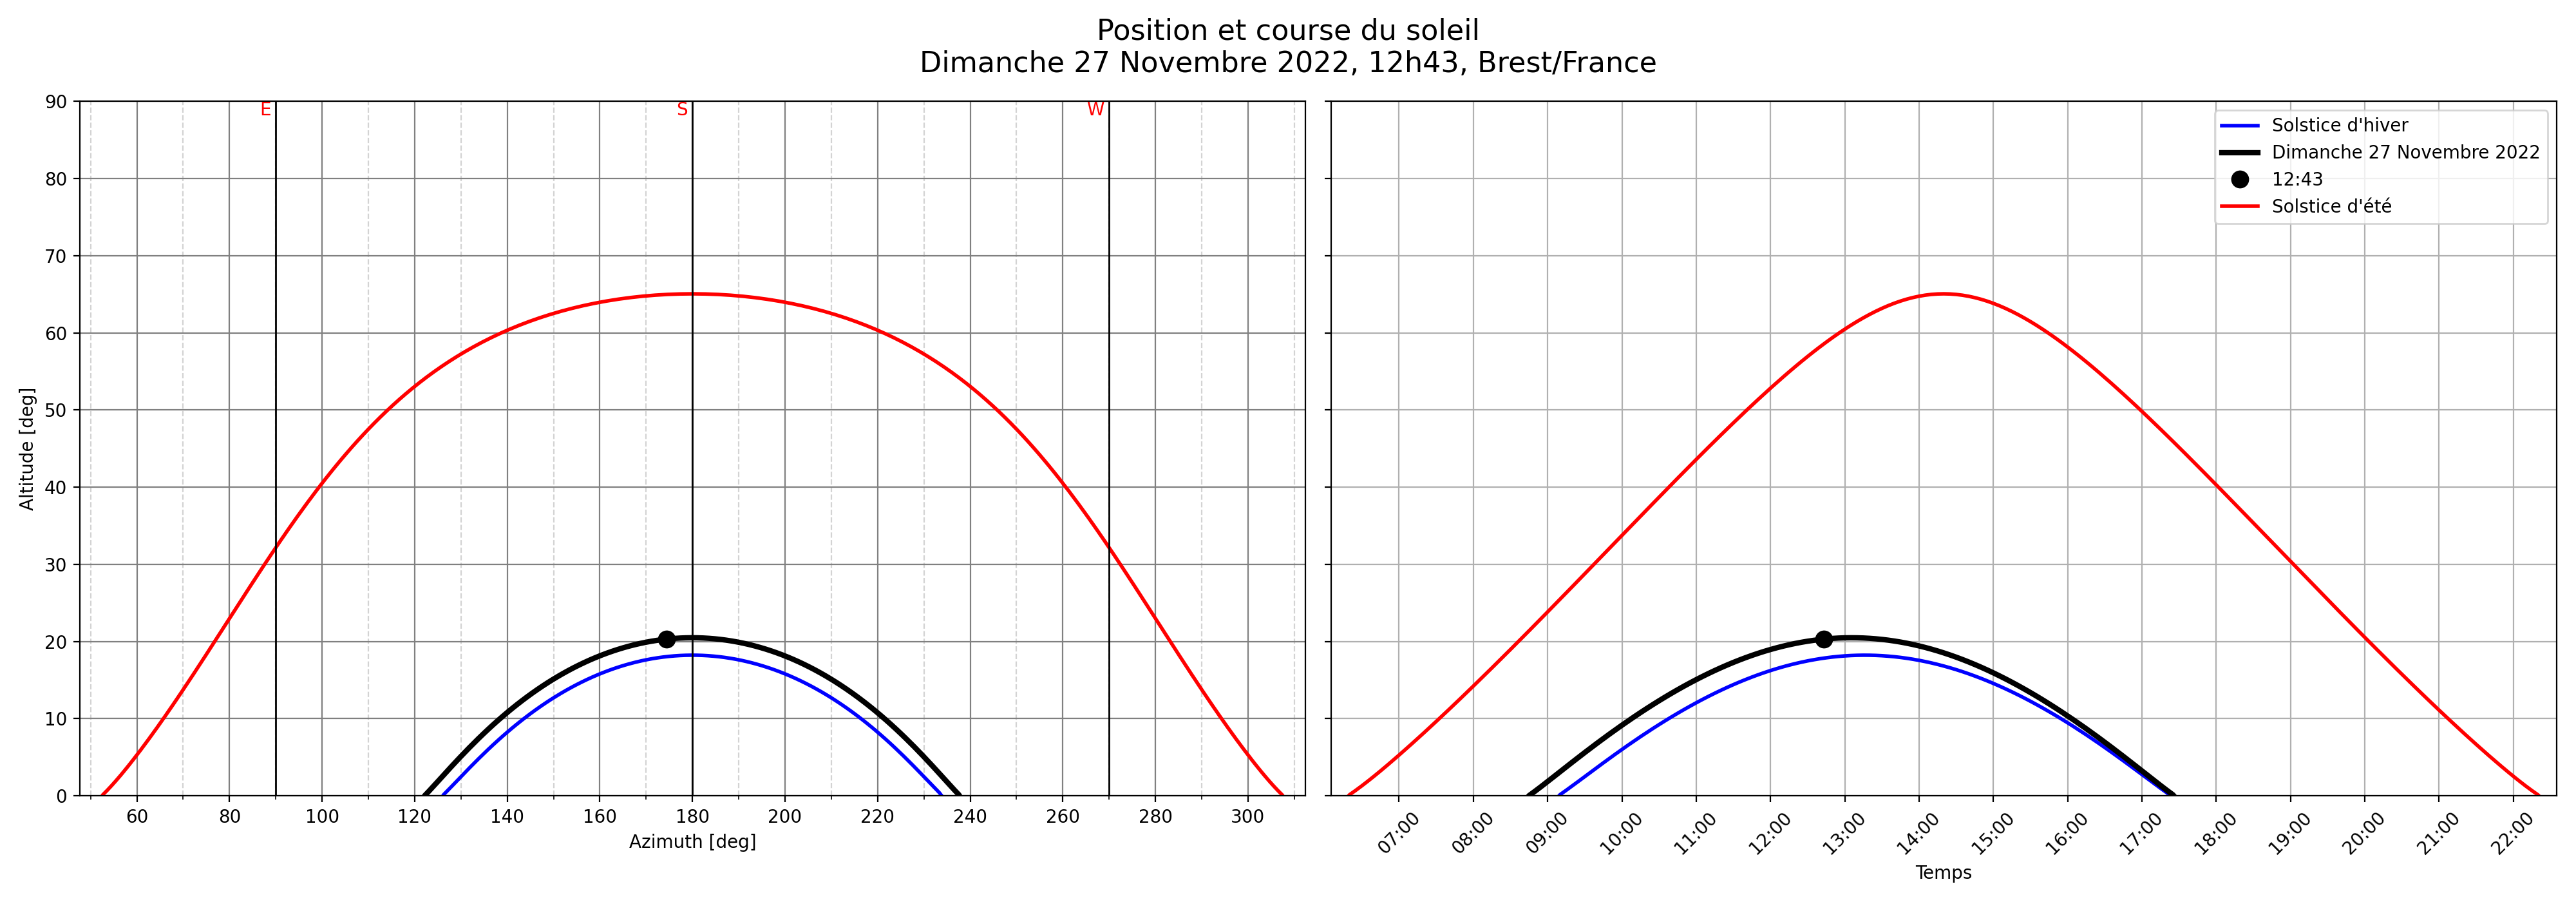 Position et course du soleil
Dimanche 27 Novembre 2022, 12h43, Brest/France
E S W
90
80
70
60
50
40
30
20
10
0
Altitude [deg]
60 80 100 120 140 160 180 200 220 240 260 280 300
Azimuth [deg]
Solstice d'hiver
Dimanche 27 Novembre 2022
12:43
Solstice d'été
07:00 08:00 09:00 10:00 11:00 12:00 13:00 14:00 15:00 16:00 17:00 18:00 19:00 20:00 21:00 22:00
Temps